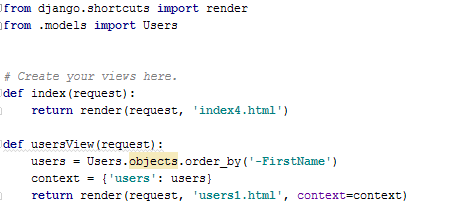 from django.shortcuts import render
from .models import Users
# Create your views here.
def index(request):
    return render(request, 'index4.html')
def usersView(request):
    users = Users.objects.order_by('-FirstName')
    context = {'users': users}
    return render(request, 'users1.html', context=context)